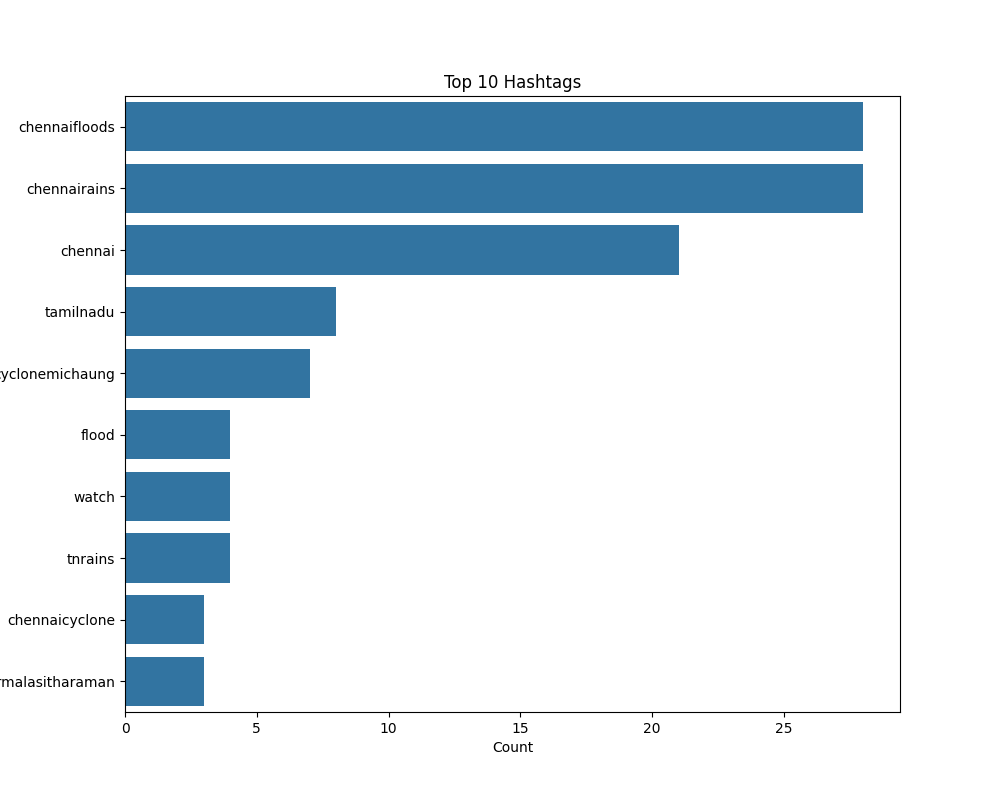 Top 10 Hashtags
chennaifloods
chennairains
chennai
tamilnadu
cyclonemichaung
flood
watch
tnrains
chennaicyclone
rmalasitharaman
0 5 10 15 20 25
Count